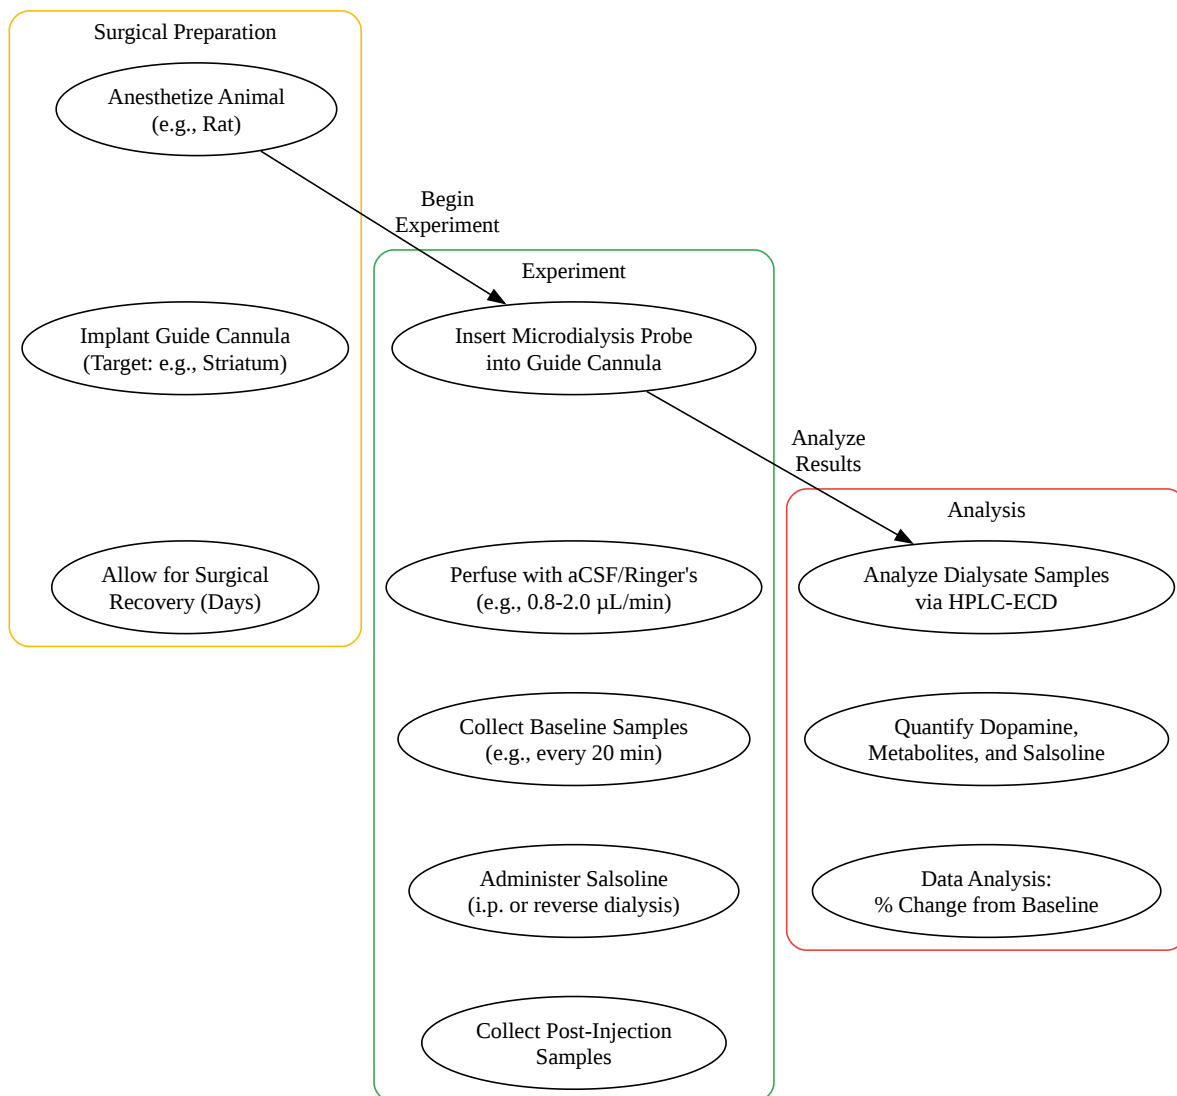 Surgical Preparation
Anesthetize Animal
(e.g., Rat)
Implant Guide Cannula
(Target: e.g., Striatum)
Allow for Surgical
Recovery (Days)
Begin
Experiment
Experiment
Insert Microdialysis Probe
into Guide Cannula
Perfuse with aCSF/Ringer's
(e.g., 0.8-2.0 µL/min)
Collect Baseline Samples
(e.g., every 20 min)
Administer Salsoline
(i.p. or reverse dialysis)
Collect Post-Injection
Samples
Analyze
Results
Analysis
Analyze Dialysate Samples
via HPLC-ECD
Quantify Dopamine,
Metabolites, and Salsoline
Data Analysis:
% Change from Baseline